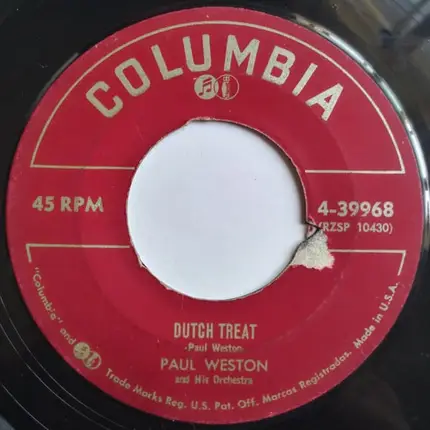 COLUMBIA
45 RPM
4-39968
(RZSP 10430)
DUTCH TREAT
-Paul Weston-
PAUL WESTON
and His Orchestra
"Columbia" and Trade Marks Reg. U.S. Pat. Off. Marcas Registradas. Made in U.S.A.